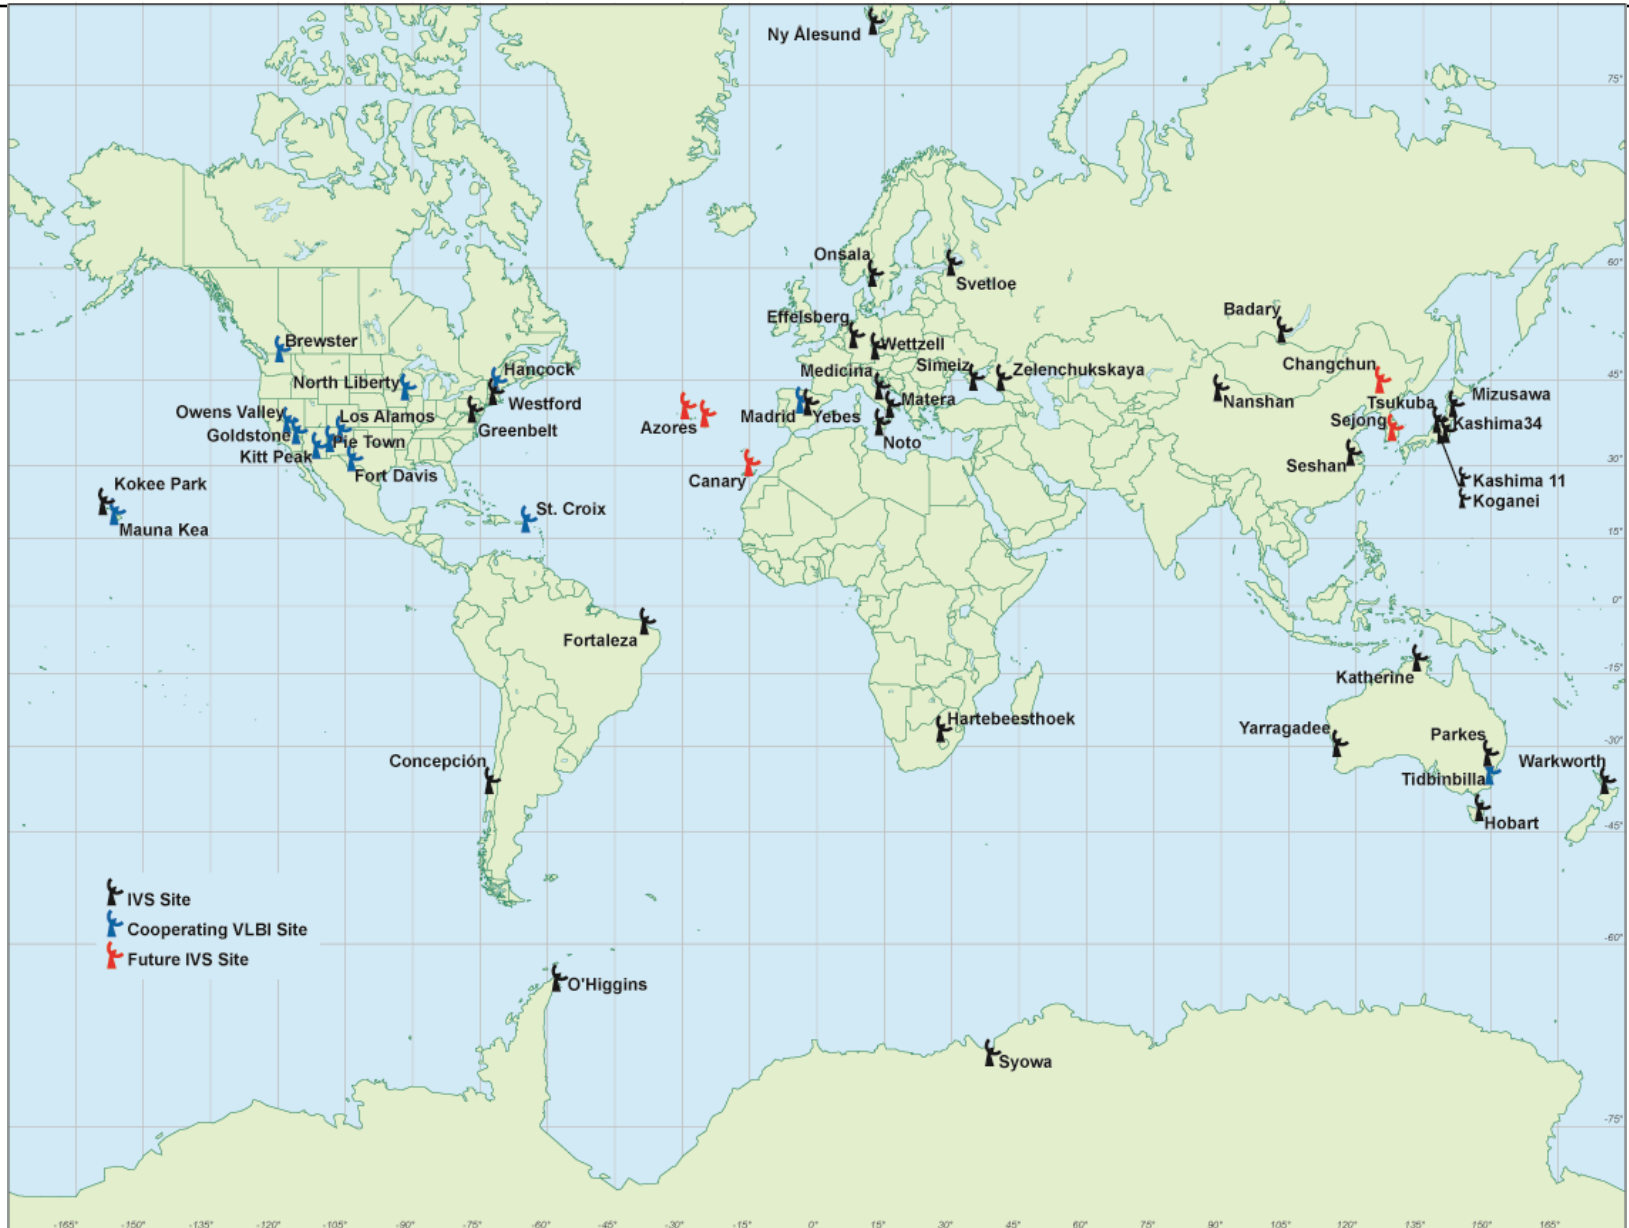 Ny Ålesund
75°
Onsala
60°
Svetloe
Effelsberg
Badary
Brewster
Wettzell
Hancock
Medicina
Simeiz
Zelenchukskaya
Changchun
45°
North Liberty
Westford
Matera
Nanshan
Tsukuba
Mizusawa
Owens Valley
Los Alamos
Madrid
Yebes
Azores
Sejong
Kashima34
Goldstone
Pie Town
Greenbelt
Noto
Kitt Peak
Seshan
30°
Fort Davis
Canary
Kashima 11
Kokee Park
Koganei
Mauna Kea
St. Croix
15°
0°
Fortaleza
-15°
Katherine
Hartebeesthoek
Yarragadee
Parkes
-30°
Concepción
Warkworth
Tidbinbilla
Hobart
-45°
IVS Site
Cooperating VLBI Site
Future IVS Site
-60°
O'Higgins
Syowa
-75°
-165° -150° -135° -120° -105° -90° -75° -60° -45° -30° -15° 0° 15° 30° 45° 60° 75° 90° 105° 120° 135° 150° 165°